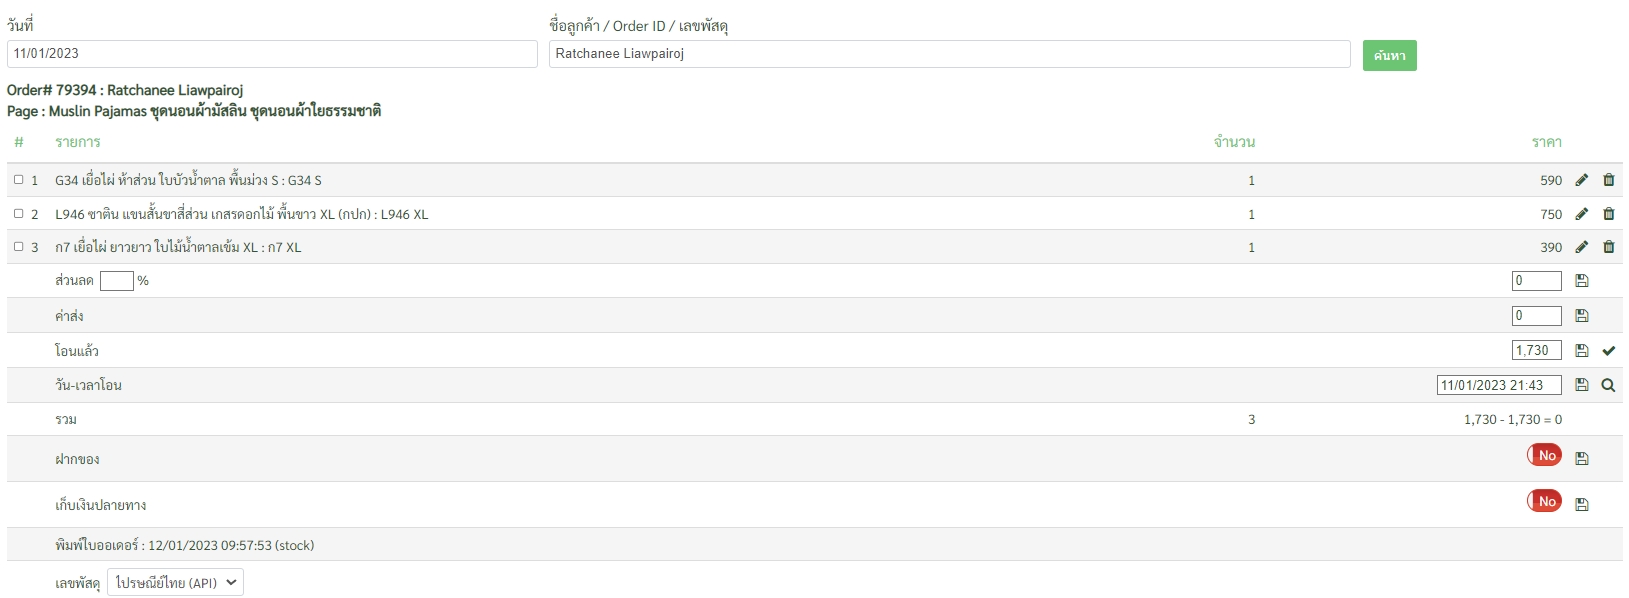 วันที่ ชื่อลูกค้า / Order ID / เลขพัสดุ
11/01/2023 Ratchanee Liawpairoj ค้นหา
Order# 79394 : Ratchanee Liawpairoj
Page : Muslin Pajamas ชุดนอนผ้ามัสลิน ชุดนอนผ้าใยธรรมชาติ
# รายการ จำนวน ราคา
1 G34 เยื่อไผ่ ห้าส่วน ใบบัวน้ำตาล พื้นม่วง S : G34 S 1 590
2 L946 ซาติน แขนสั้นขาสี่ส่วน เกสรดอกไม้ พื้นขาว XL (กปก) : L946 XL 1 750
3 ก7 เยื่อไผ่ ยาวยาว ใบไม้น้ำตาลเข้ม XL : ก7 XL 1 390
ส่วนลด % 0
ค่าส่ง 0
โอนแล้ว 1,730
วัน-เวลาโอน 11/01/2023 21:43
รวม 3 1,730 - 1,730 = 0
ฝากของ No
เก็บเงินปลายทาง No
พิมพ์ใบออเดอร์ : 12/01/2023 09:57:53 (stock)
เลขพัสดุ ไปรษณีย์ไทย (API)